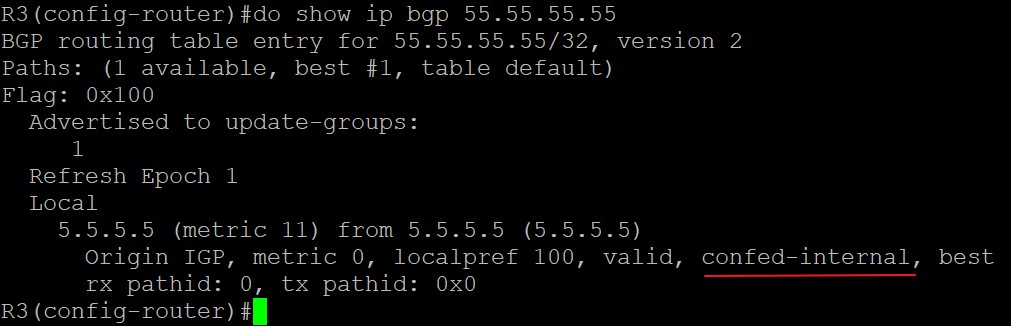 R3(config-router)#do show ip bgp 55.55.55.55
BGP routing table entry for 55.55.55.55/32, version 2
Paths: (1 available, best #1, table default)
Flag: 0x100
  Advertised to update-groups:
     1
  Refresh Epoch 1
  Local
    5.5.5.5 (metric 11) from 5.5.5.5 (5.5.5.5)
      Origin IGP, metric 0, localpref 100, valid, confed-internal, best
      rx pathid: 0, tx pathid: 0x0
R3(config-router)#